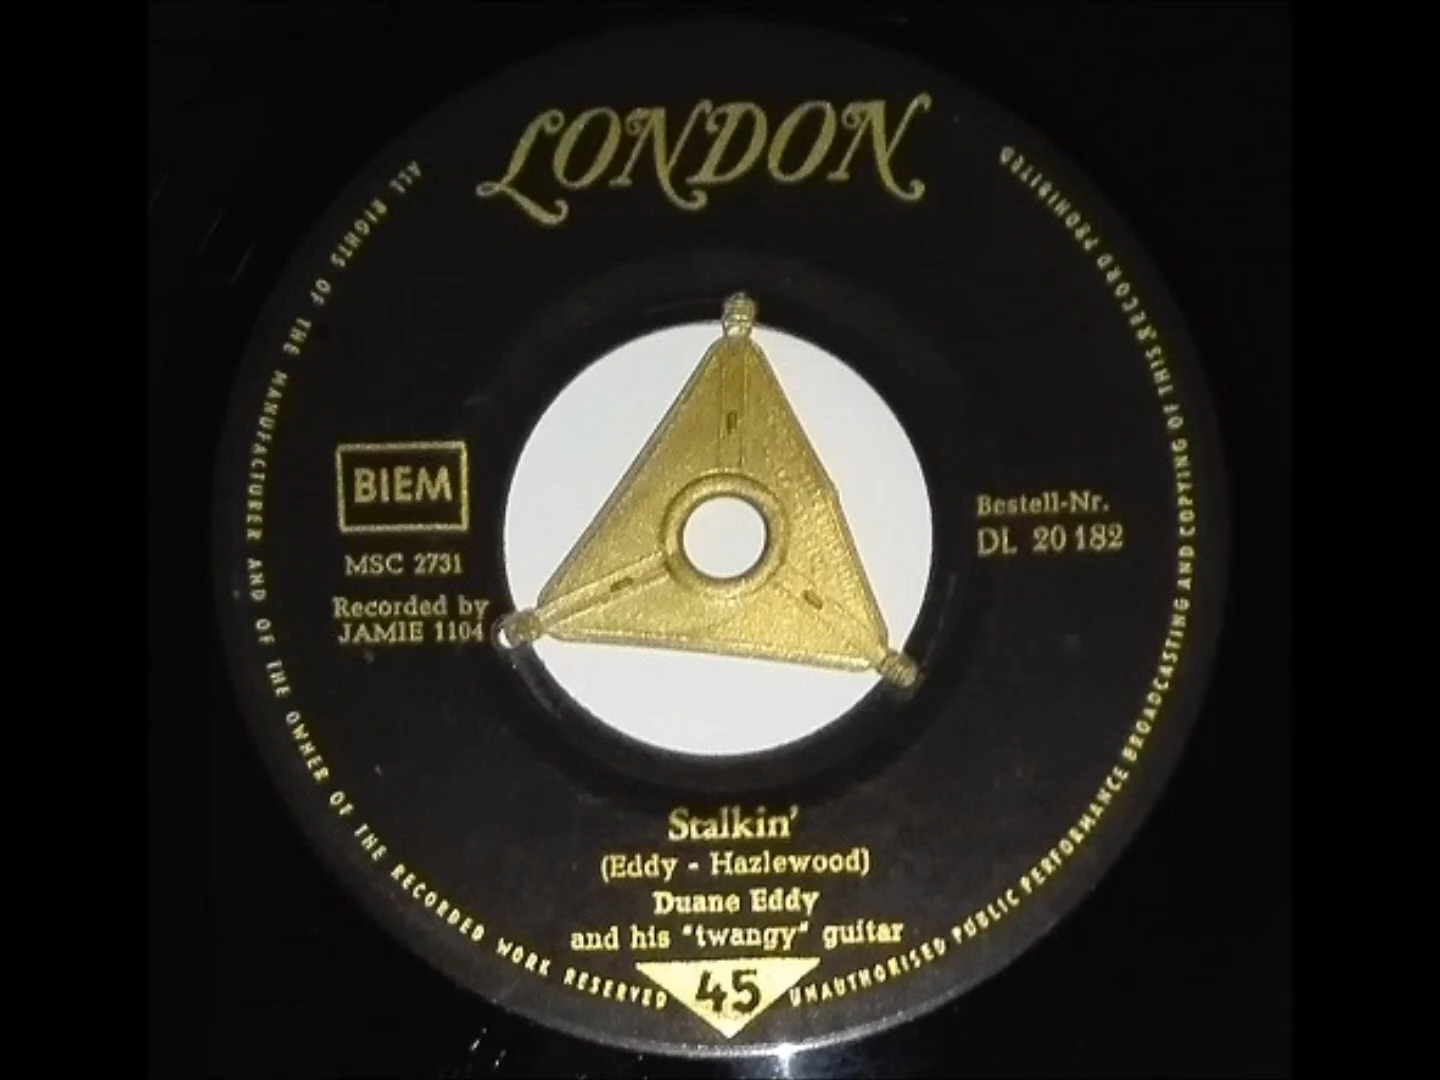 LONDON
ALL RIGHTS OF THE MANUFACTURER AND OF THE OWNER OF THE RECORDED WORK RESERVED
UNAUTHORISED PUBLIC PERFORMANCE BROADCASTING AND COPYING OF THIS RECORD PROHIBITED
BIEM
MSC 2731
Recorded by
JAMIE 1104
Bestell-Nr.
DL 20 182
Stalkin'
(Eddy - Hazlewood)
Duane Eddy
and his "twangy" guitar
45